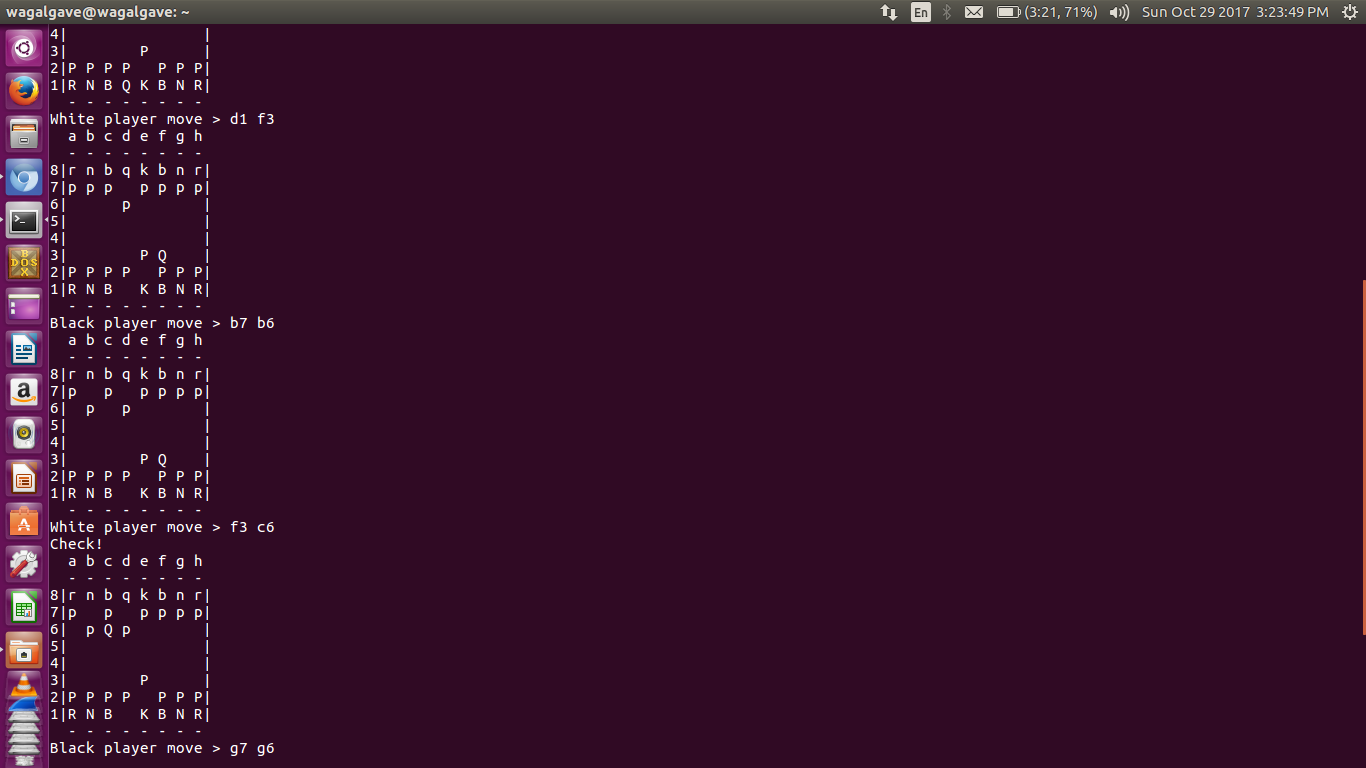 wagalgave@wagalgave: ~ En (3:21, 71%) Sun Oct 29 2017 3:23:49 PM
4|               |
3|        P      |
2|P P P P   P P P|
1|R N B Q K B N R|
  - - - - - - - -
White player move > d1 f3
  a b c d e f g h
  - - - - - - - -
8|r n b q k b n r|
7|p p p   p p p p|
6|      p        |
5|               |
4|               |
3|        P Q    |
2|P P P P   P P P|
1|R N B   K B N R|
  - - - - - - - -
Black player move > b7 b6
  a b c d e f g h
  - - - - - - - -
8|r n b q k b n r|
7|p   p   p p p p|
6|  p   p        |
5|               |
4|               |
3|        P Q    |
2|P P P P   P P P|
1|R N B   K B N R|
  - - - - - - - -
White player move > f3 c6
Check!
  a b c d e f g h
  - - - - - - - -
8|r n b q k b n r|
7|p   p   p p p p|
6|  p Q p        |
5|               |
4|               |
3|        P      |
2|P P P P   P P P|
1|R N B   K B N R|
  - - - - - - - -
Black player move > g7 g6